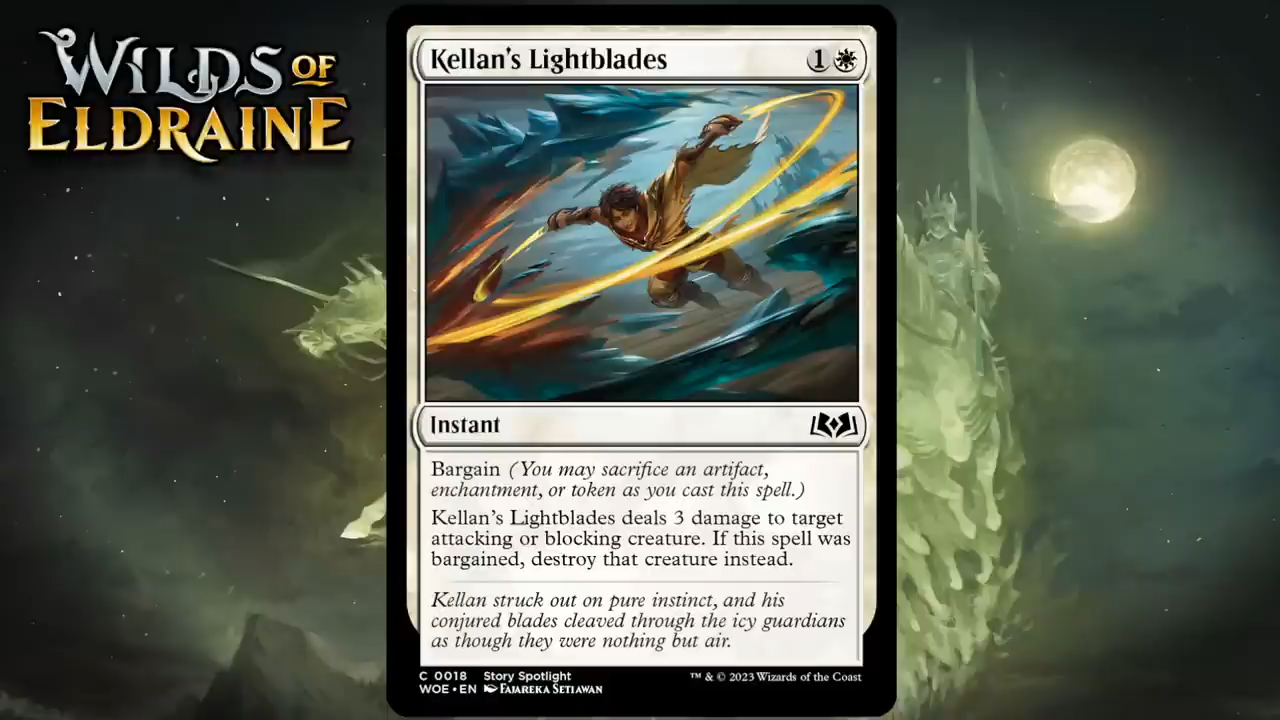 WILDS OF
ELDRAINE
Kellan's Lightblades 1
Instant
Bargain (You may sacrifice an artifact,
enchantment, or token as you cast this spell.)
Kellan's Lightblades deals 3 damage to target
attacking or blocking creature. If this spell was
bargained, destroy that creature instead.
Kellan struck out on pure instinct, and his
conjured blades cleaved through the icy guardians
as though they were nothing but air.
C 0018 Story Spotlight
WOE • EN Fajareka Setiawan
™ & © 2023 Wizards of the Coast